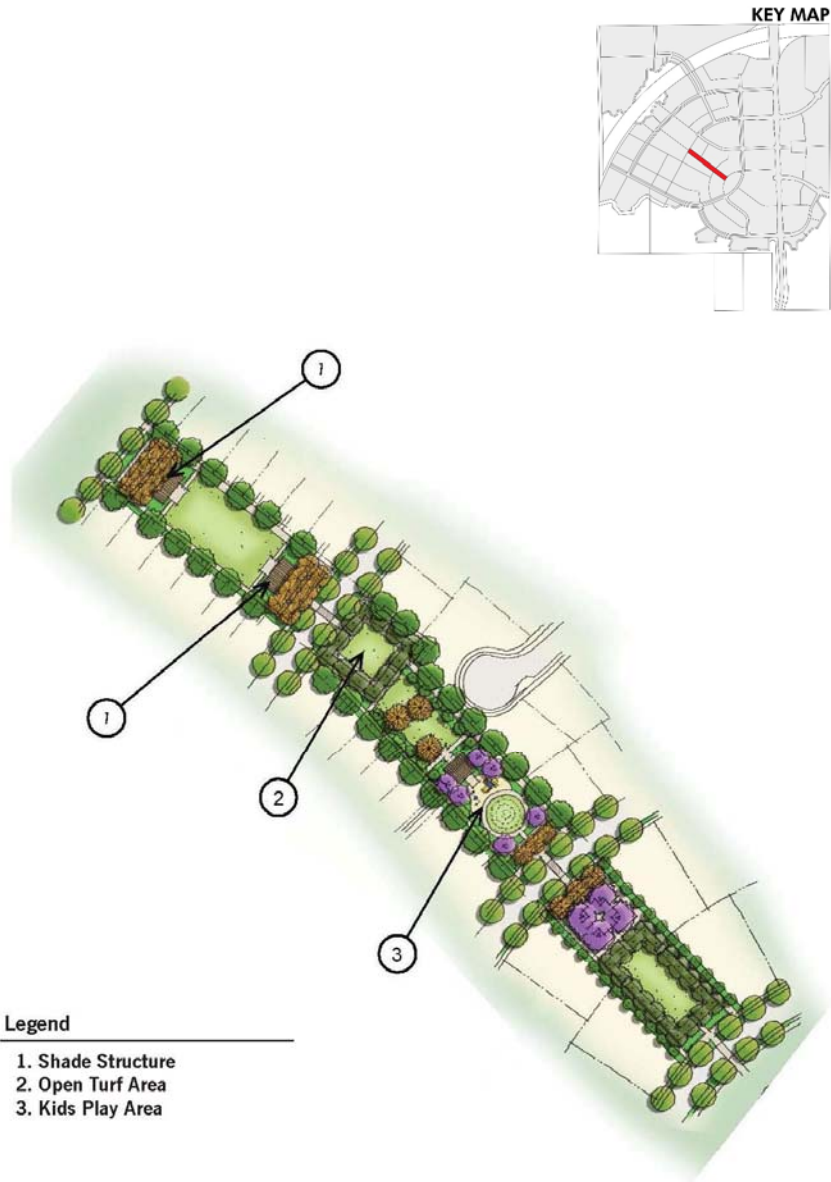 KEY MAP
1
1
2
3
Legend
1. Shade Structure
2. Open Turf Area
3. Kids Play Area